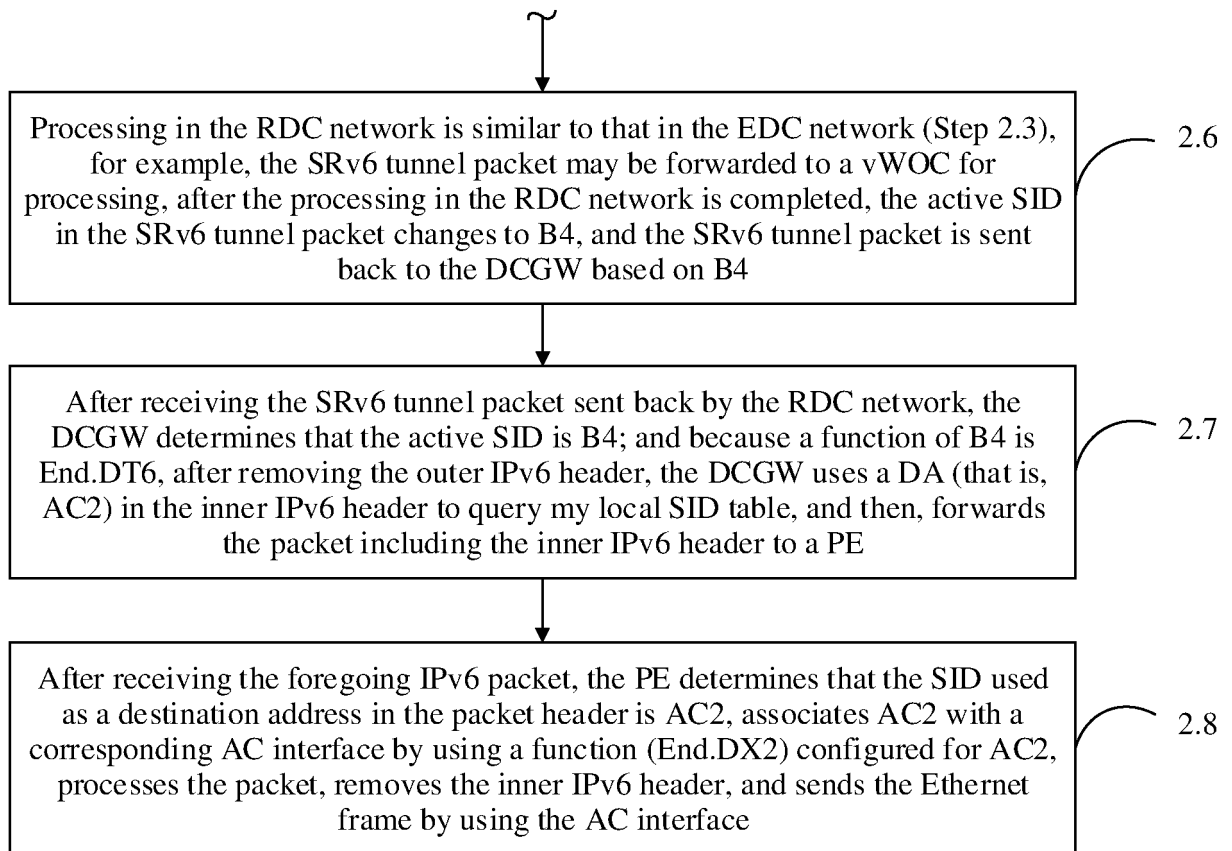 Processing in the RDC network is similar to that in the EDC network (Step 2.3),
for example, the SRv6 tunnel packet may be forwarded to a vWOC for
processing, after the processing in the RDC network is completed, the active SID
in the SRv6 tunnel packet changes to B4, and the SRv6 tunnel packet is sent
back to the DCGW based on B4
2.6
After receiving the SRv6 tunnel packet sent back by the RDC network, the
DCGW determines that the active SID is B4; and because a function of B4 is
End.DT6, after removing the outer IPv6 header, the DCGW uses a DA (that is,
AC2) in the inner IPv6 header to query my local SID table, and then, forwards
the packet including the inner IPv6 header to a PE
2.7
After receiving the foregoing IPv6 packet, the PE determines that the SID used
as a destination address in the packet header is AC2, associates AC2 with a
corresponding AC interface by using a function (End.DX2) configured for AC2,
processes the packet, removes the inner IPv6 header, and sends the Ethernet
frame by using the AC interface
2.8